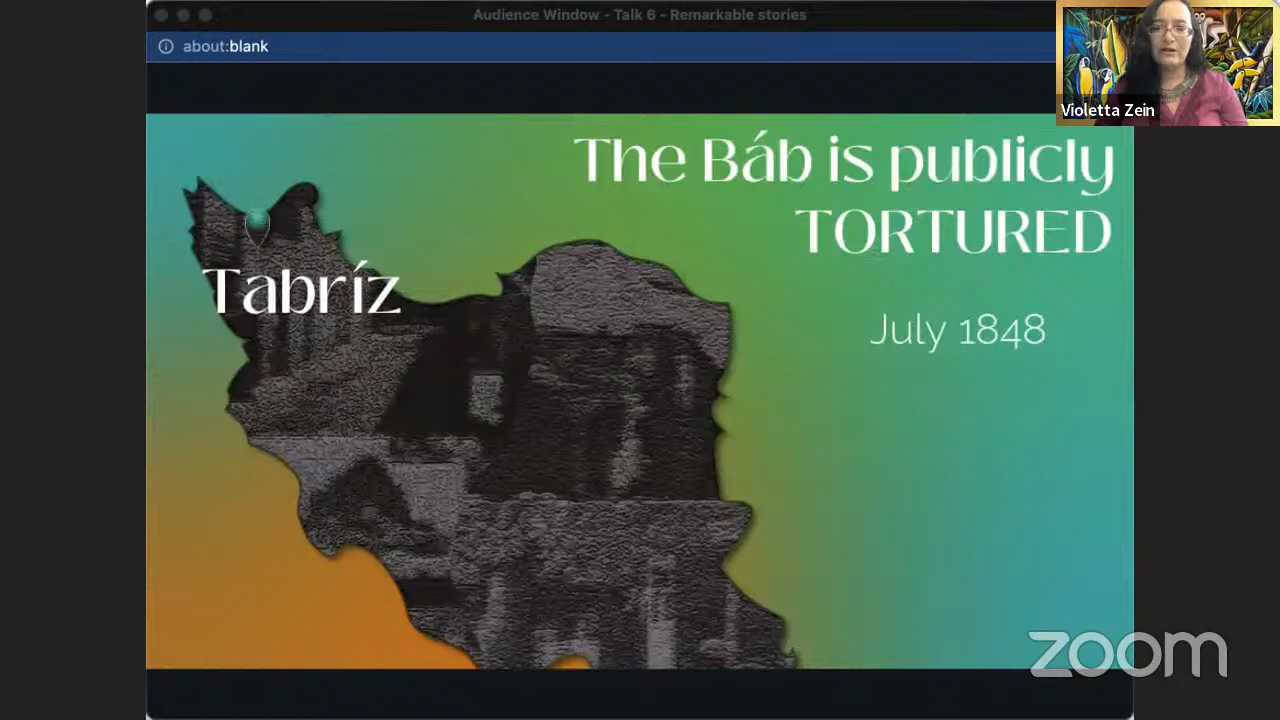 Audience Window - Talk 6 - Remarkable stories
about:blank
Violetta Zein
The Báb is publicly
TORTURED
Tabríz
July 1848
zoom